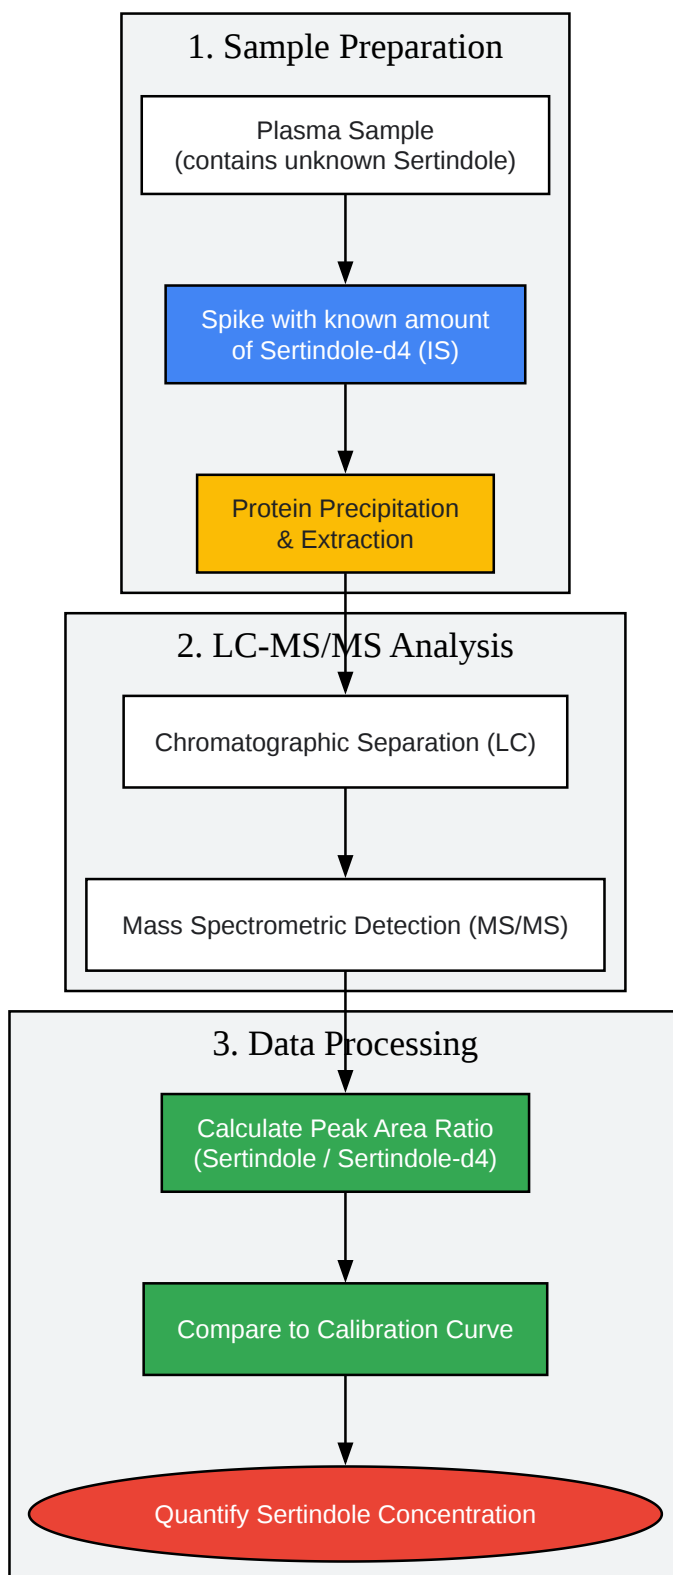 1. Sample Preparation
Plasma Sample
(contains unknown Sertindole)
Spike with known amount
of Sertindole-d4 (IS)
Protein Precipitation
& Extraction
2. LC-MS/MS Analysis
Chromatographic Separation (LC)
Mass Spectrometric Detection (MS/MS)
3. Data Processing
Calculate Peak Area Ratio
(Sertindole / Sertindole-d4)
Compare to Calibration Curve
Quantify Sertindole Concentration